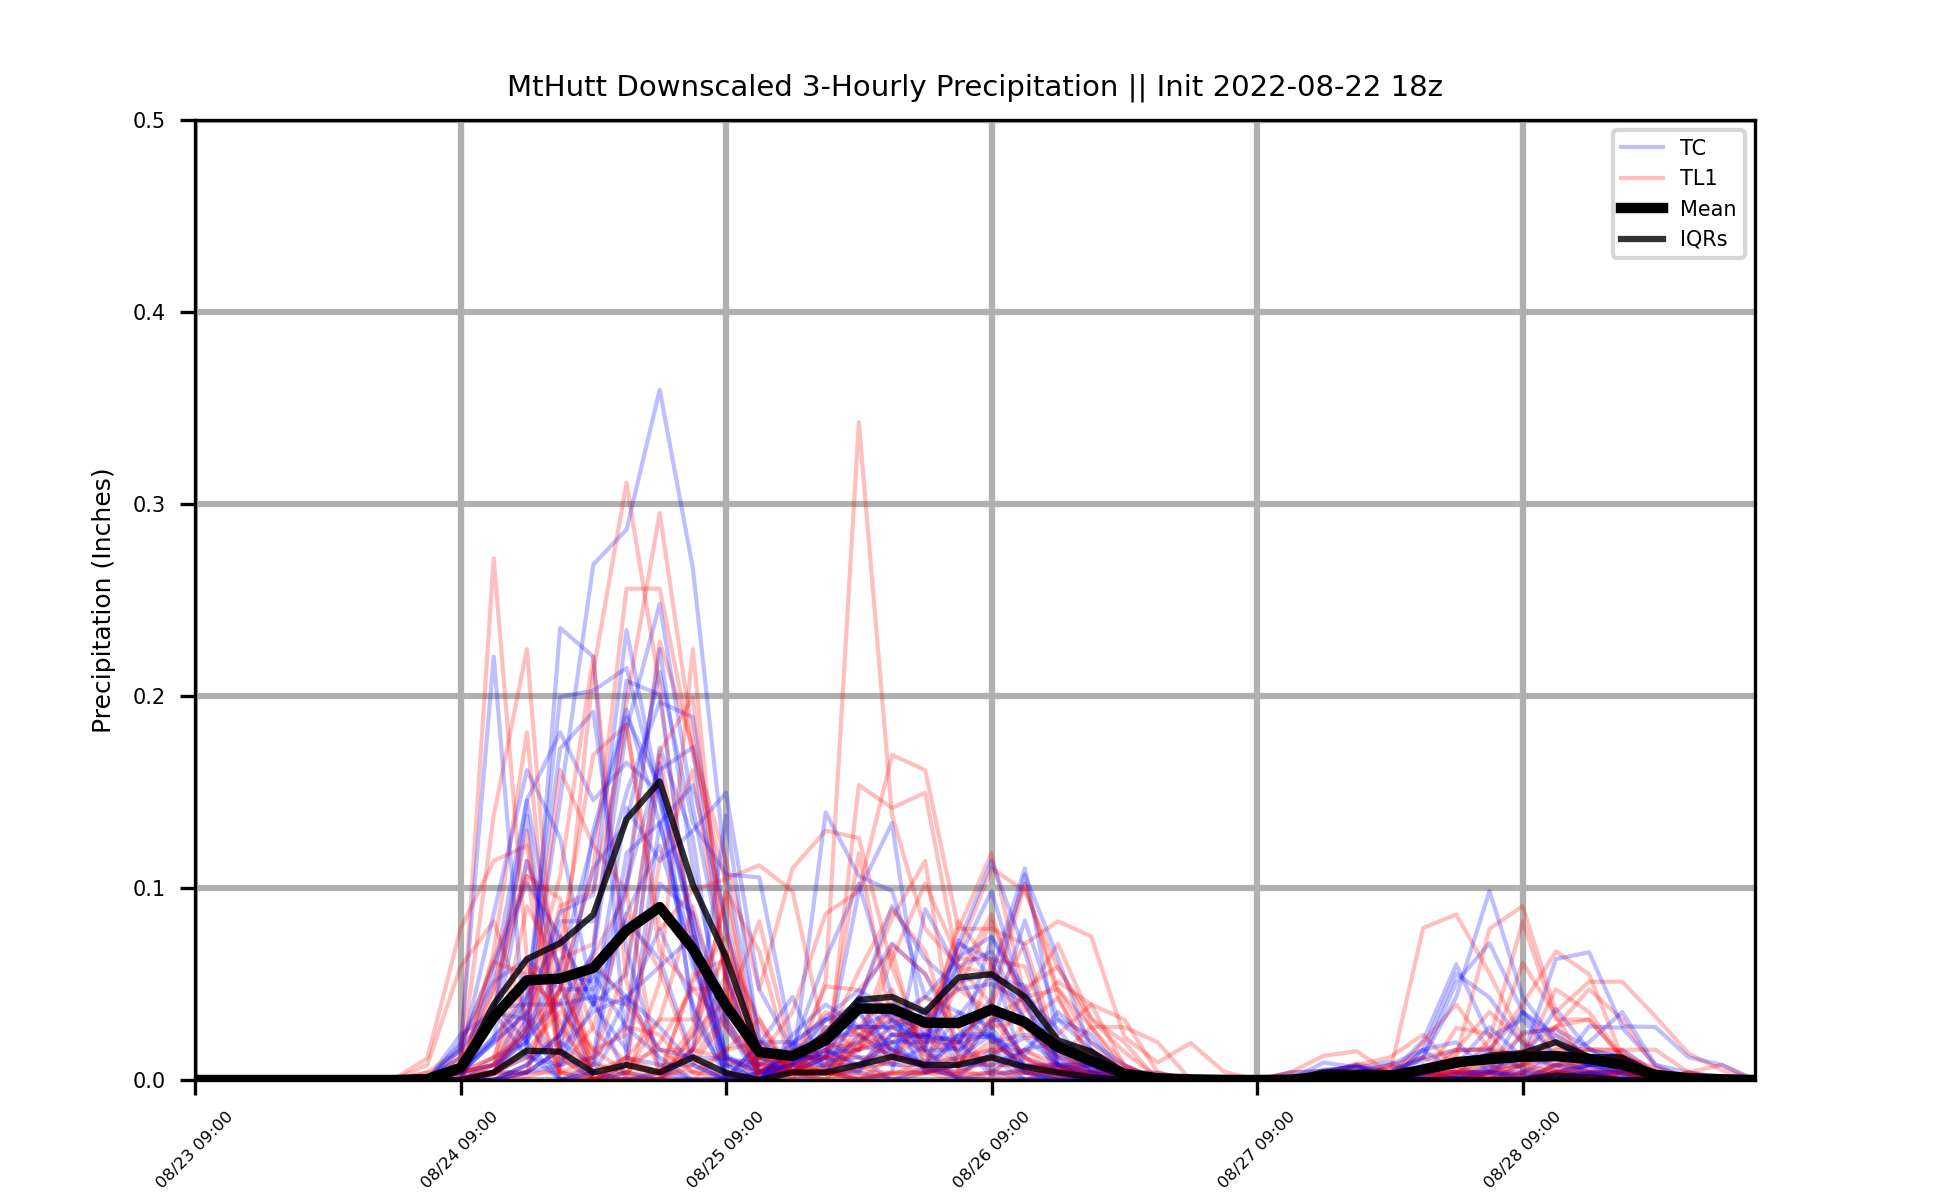 MtHutt Downscaled 3-Hourly Precipitation || Init 2022-08-22 18z
0.5
0.4
0.3
0.2
0.1
0.0
Precipitation (Inches)
TC
TL1
Mean
IQRs
08/23 09:00
08/24 09:00
08/25 09:00
08/26 09:00
08/27 09:00
08/28 09:00